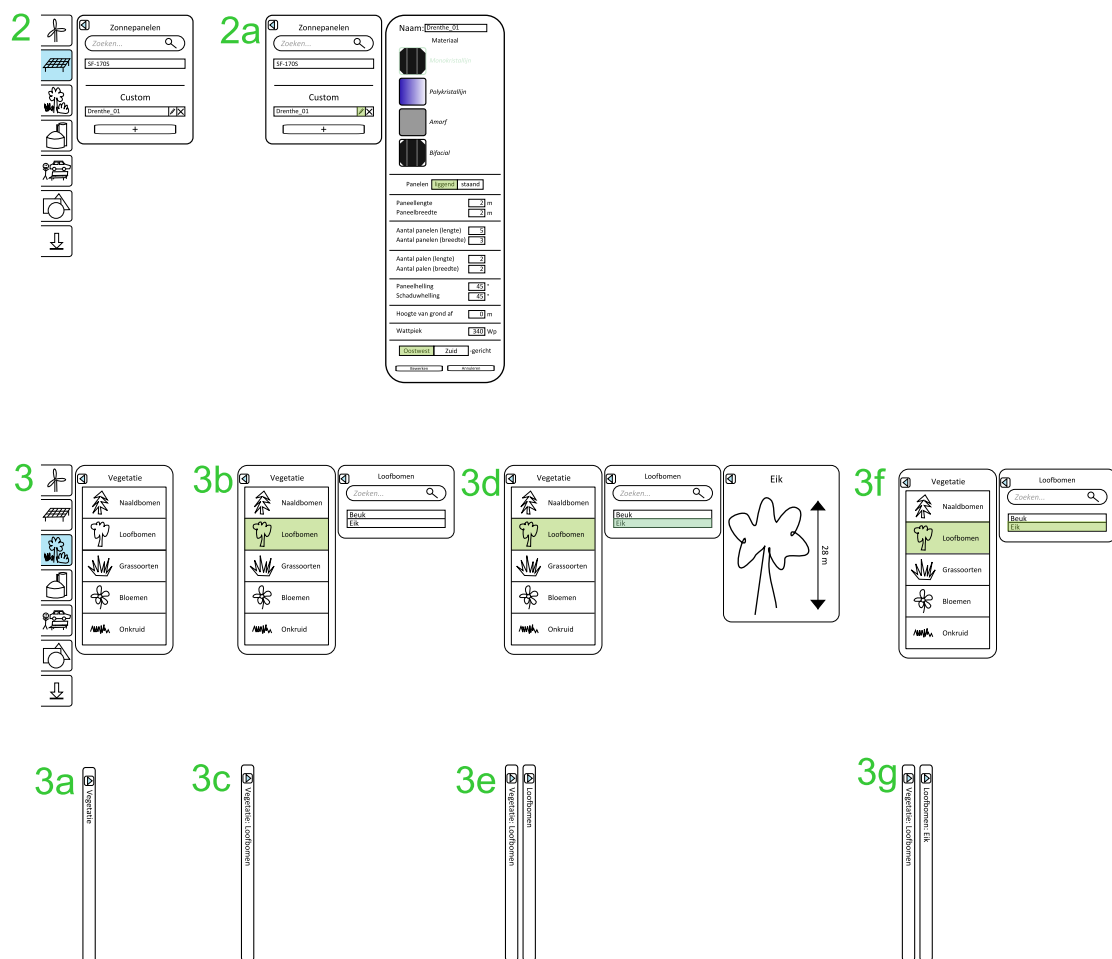 2
Zonnepanelen
Zoeken...
SF-170S
Custom
Drenthe_01
+
2a
Zonnepanelen
Zoeken...
SF-170S
Custom
Drenthe_01
+
Naam: Drenthe_01
Materiaal
Monokristallijn
Polykristallijn
Amorf
Bifacial
Panelen liggend staand
Paneellengte 2 m
Paneelbreedte 2 m
Aantal panelen (lengte) 5
Aantal panelen (breedte) 3
Aantal palen (lengte) 2
Aantal palen (breedte) 2
Paneelhelling 45 °
Schaduwhelling 45 °
Hoogte van grond af 0 m
Wattpiek 340 Wp
Oostwest Zuid -gericht
Bewerken Annuleren
3
Vegetatie
Naaldbomen
Loofbomen
Grassoorten
Bloemen
Onkruid
3b
Vegetatie
Naaldbomen
Loofbomen
Grassoorten
Bloemen
Onkruid
Loofbomen
Zoeken...
Beuk
Eik
3d
Vegetatie
Naaldbomen
Loofbomen
Grassoorten
Bloemen
Onkruid
Loofbomen
Zoeken...
Beuk
Eik
Eik
28 m
3f
Vegetatie
Naaldbomen
Loofbomen
Grassoorten
Bloemen
Onkruid
Loofbomen
Zoeken...
Beuk
Eik
3a
Vegetatie
3c
Vegetatie: Loofbomen
3e
Vegetatie: Loofbomen
Loofbomen
3g
Vegetatie: Loofbomen
Loofbomen: Eik